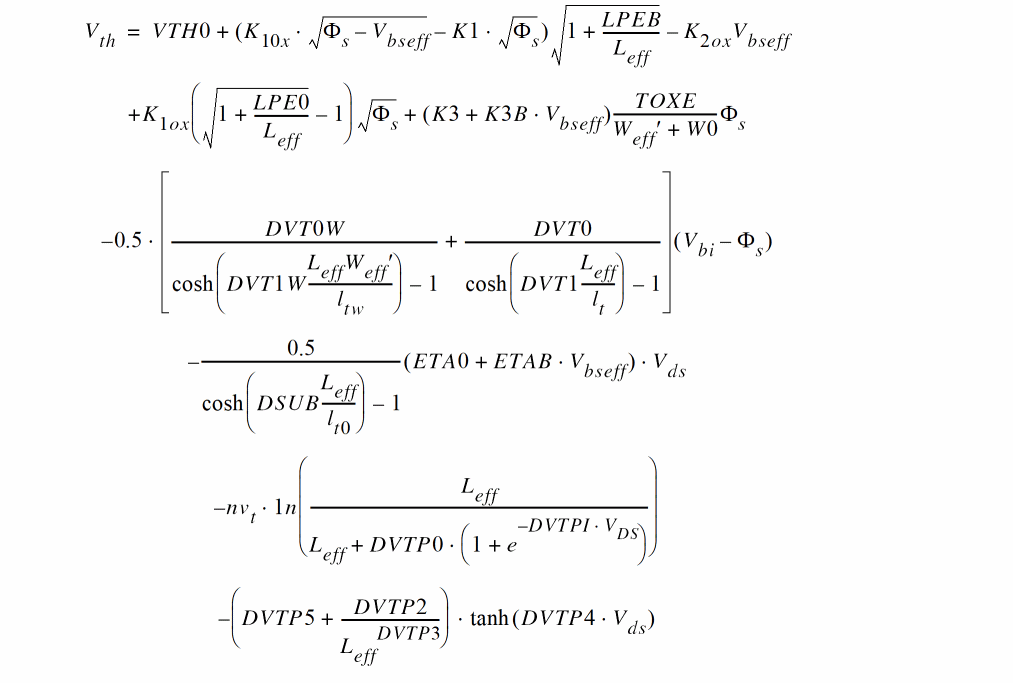 V_th = VTH0 + (K_10x · √(Φ_s – V_bseff) – K1 · √Φ_s) √(1 + LPEB/L_eff) – K_2ox V_bseff
+K_1ox (√(1 + LPE0/L_eff) – 1) √Φ_s + (K3 + K3B · V_bseff) TOXE/(W_eff' + W0) Φ_s
–0.5 · [DVT0W/(cosh(DVT1W L_eff W_eff'/l_tw) – 1) + DVT0/(cosh(DVT1 L_eff/l_t) – 1)] (V_bi – Φ_s)
– 0.5/(cosh(DSUB L_eff/l_t0) – 1) (ETA0 + ETAB · V_bseff) · V_ds
–nv_t · 1n(L_eff/(L_eff + DVTP0 · (1 + e^(–DVTPI · V_DS))))
–(DVTP5 + DVTP2/L_eff^DVTP3) · tanh(DVTP4 · V_ds)